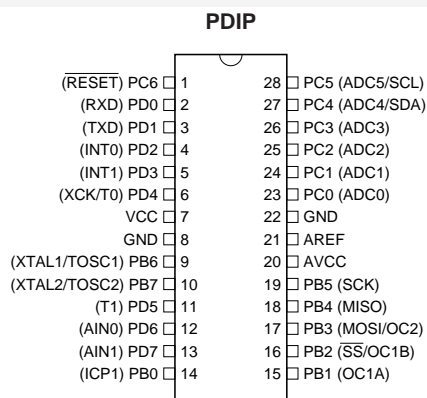 PDIP
(RESET) PC6 1 28 PC5 (ADC5/SCL)
(RXD) PD0 2 27 PC4 (ADC4/SDA)
(TXD) PD1 3 26 PC3 (ADC3)
(INT0) PD2 4 25 PC2 (ADC2)
(INT1) PD3 5 24 PC1 (ADC1)
(XCK/T0) PD4 6 23 PC0 (ADC0)
VCC 7 22 GND
GND 8 21 AREF
(XTAL1/TOSC1) PB6 9 20 AVCC
(XTAL2/TOSC2) PB7 10 19 PB5 (SCK)
(T1) PD5 11 18 PB4 (MISO)
(AIN0) PD6 12 17 PB3 (MOSI/OC2)
(AIN1) PD7 13 16 PB2 (SS/OC1B)
(ICP1) PB0 14 15 PB1 (OC1A)